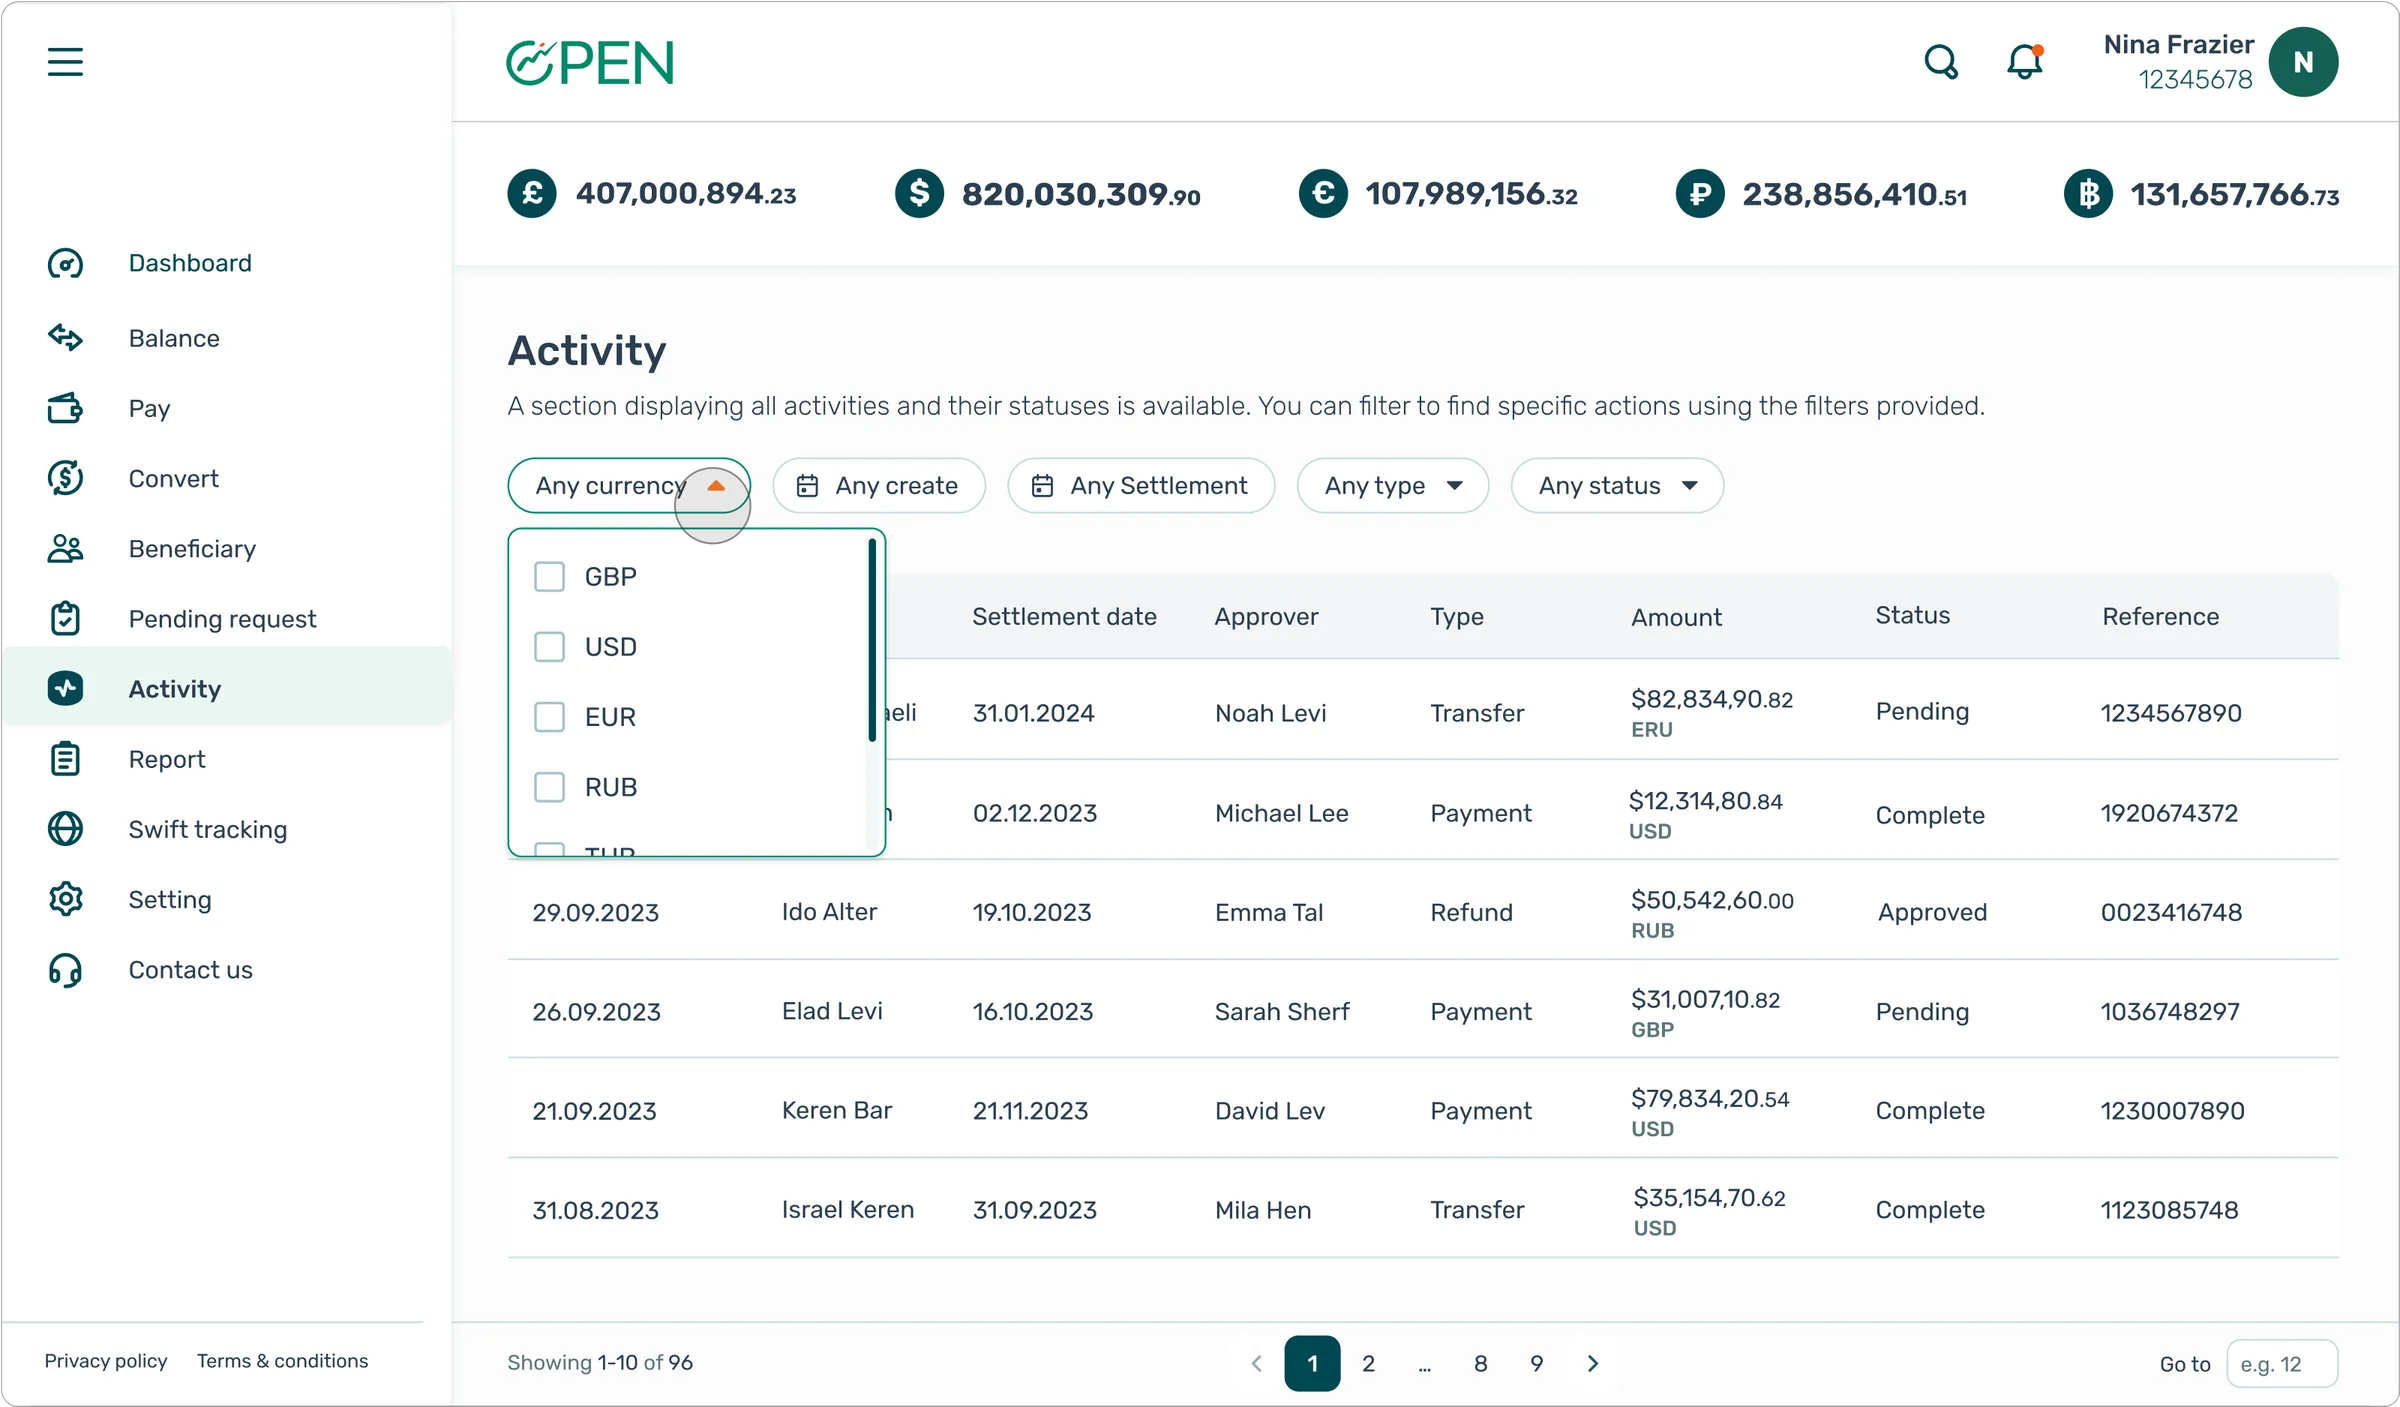 OPEN
Nina Frazier
12345678
N
£ 407,000,894.23
$ 820,030,309.90
€ 107,989,156.32
₽ 238,856,410.51
฿ 131,657,766.73
Dashboard
Balance
Pay
Convert
Beneficiary
Pending request
Activity
Report
Swift tracking
Setting
Contact us
Privacy policy Terms & conditions
Activity
A section displaying all activities and their statuses is available. You can filter to find specific actions using the filters provided.
Any currency Any create Any Settlement Any type Any status
GBP
USD
EUR
RUB
Settlement date Approver Type Amount Status Reference
aeli 31.01.2024 Noah Levi Transfer $82,834,90.82 Pending 1234567890
ERU
02.12.2023 Michael Lee Payment $12,314,80.84 Complete 1920674372
USD
29.09.2023 Ido Alter 19.10.2023 Emma Tal Refund $50,542,60.00 Approved 0023416748
RUB
26.09.2023 Elad Levi 16.10.2023 Sarah Sherf Payment $31,007,10.82 Pending 1036748297
GBP
21.09.2023 Keren Bar 21.11.2023 David Lev Payment $79,834,20.54 Complete 1230007890
USD
31.08.2023 Israel Keren 31.09.2023 Mila Hen Transfer $35,154,70.62 Complete 1123085748
USD
Showing 1-10 of 96
1 2 ... 8 9
Go to e.g. 12